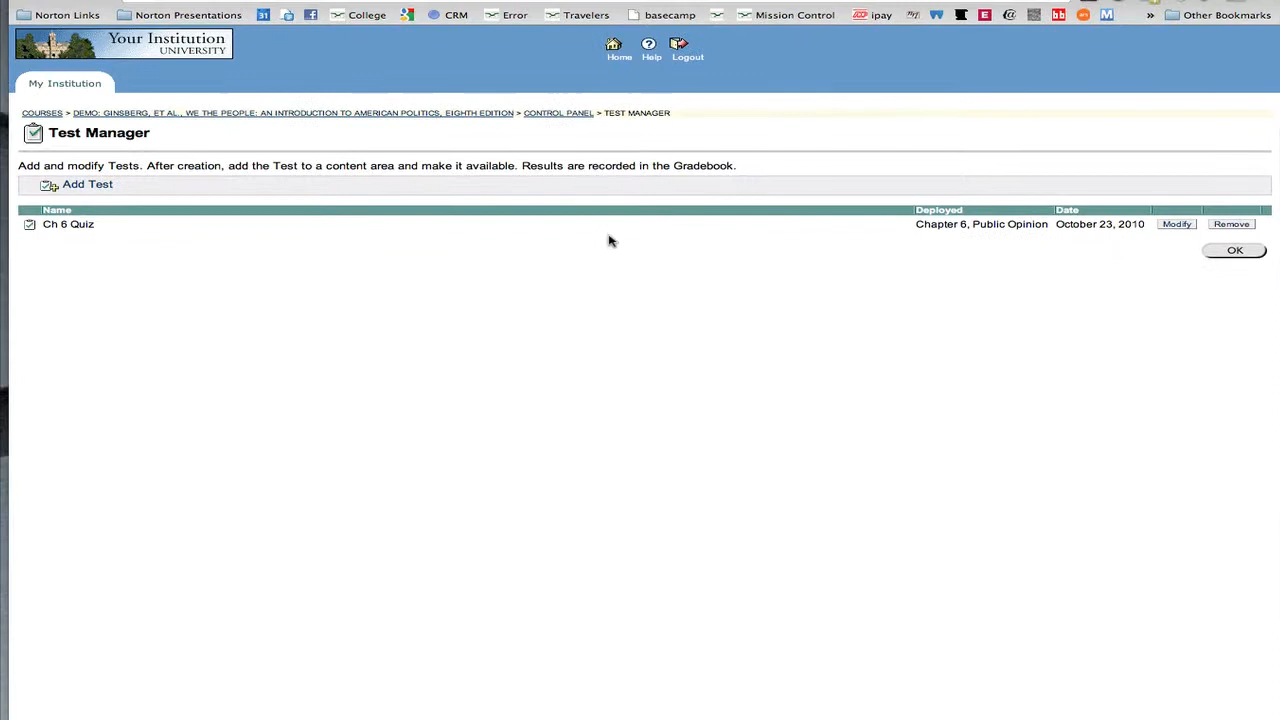 Norton Links Norton Presentations 31 College CRM Error Travelers basecamp Mission Control ipay E @ bb M » Other Bookmarks
Your Institution
UNIVERSITY
Home Help Logout
My Institution
COURSES > DEMO: GINSBERG, ET AL., WE THE PEOPLE: AN INTRODUCTION TO AMERICAN POLITICS, EIGHTH EDITION > CONTROL PANEL > TEST MANAGER
Test Manager
Add and modify Tests. After creation, add the Test to a content area and make it available. Results are recorded in the Gradebook.
Add Test
Name Deployed Date
Ch 6 Quiz Chapter 6, Public Opinion October 23, 2010 Modify Remove
OK